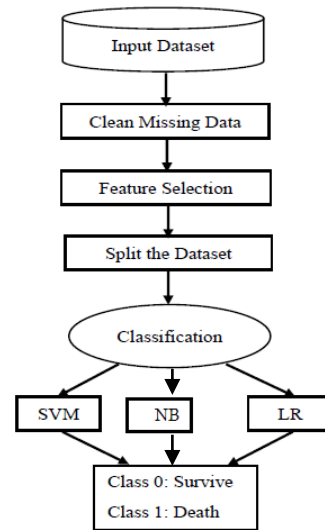 Input Dataset
Clean Missing Data
Feature Selection
Split the Dataset
Classification
SVM
NB
LR
Class 0: Survive
Class 1: Death